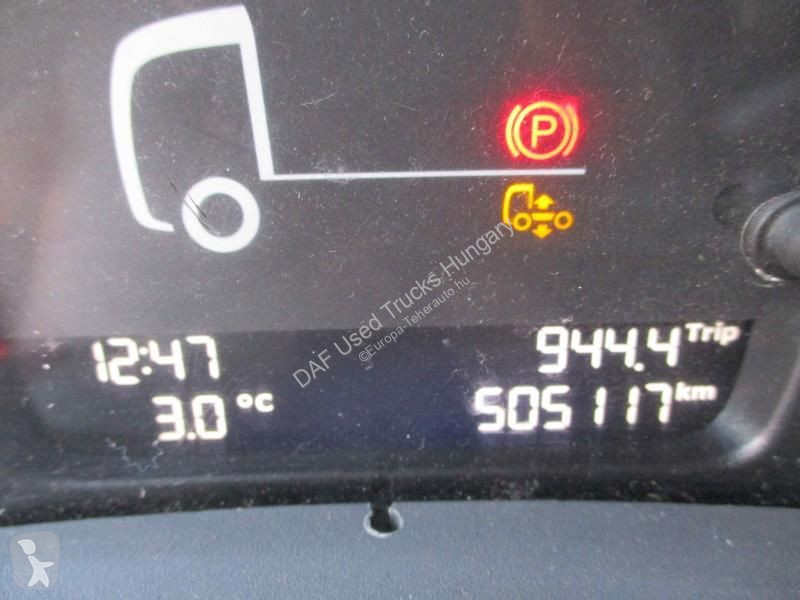 P
12:47
944.4 Trip
3.0 °C
505117 km
DAF Used Trucks Hungary
©Europa-Teherauto.hu